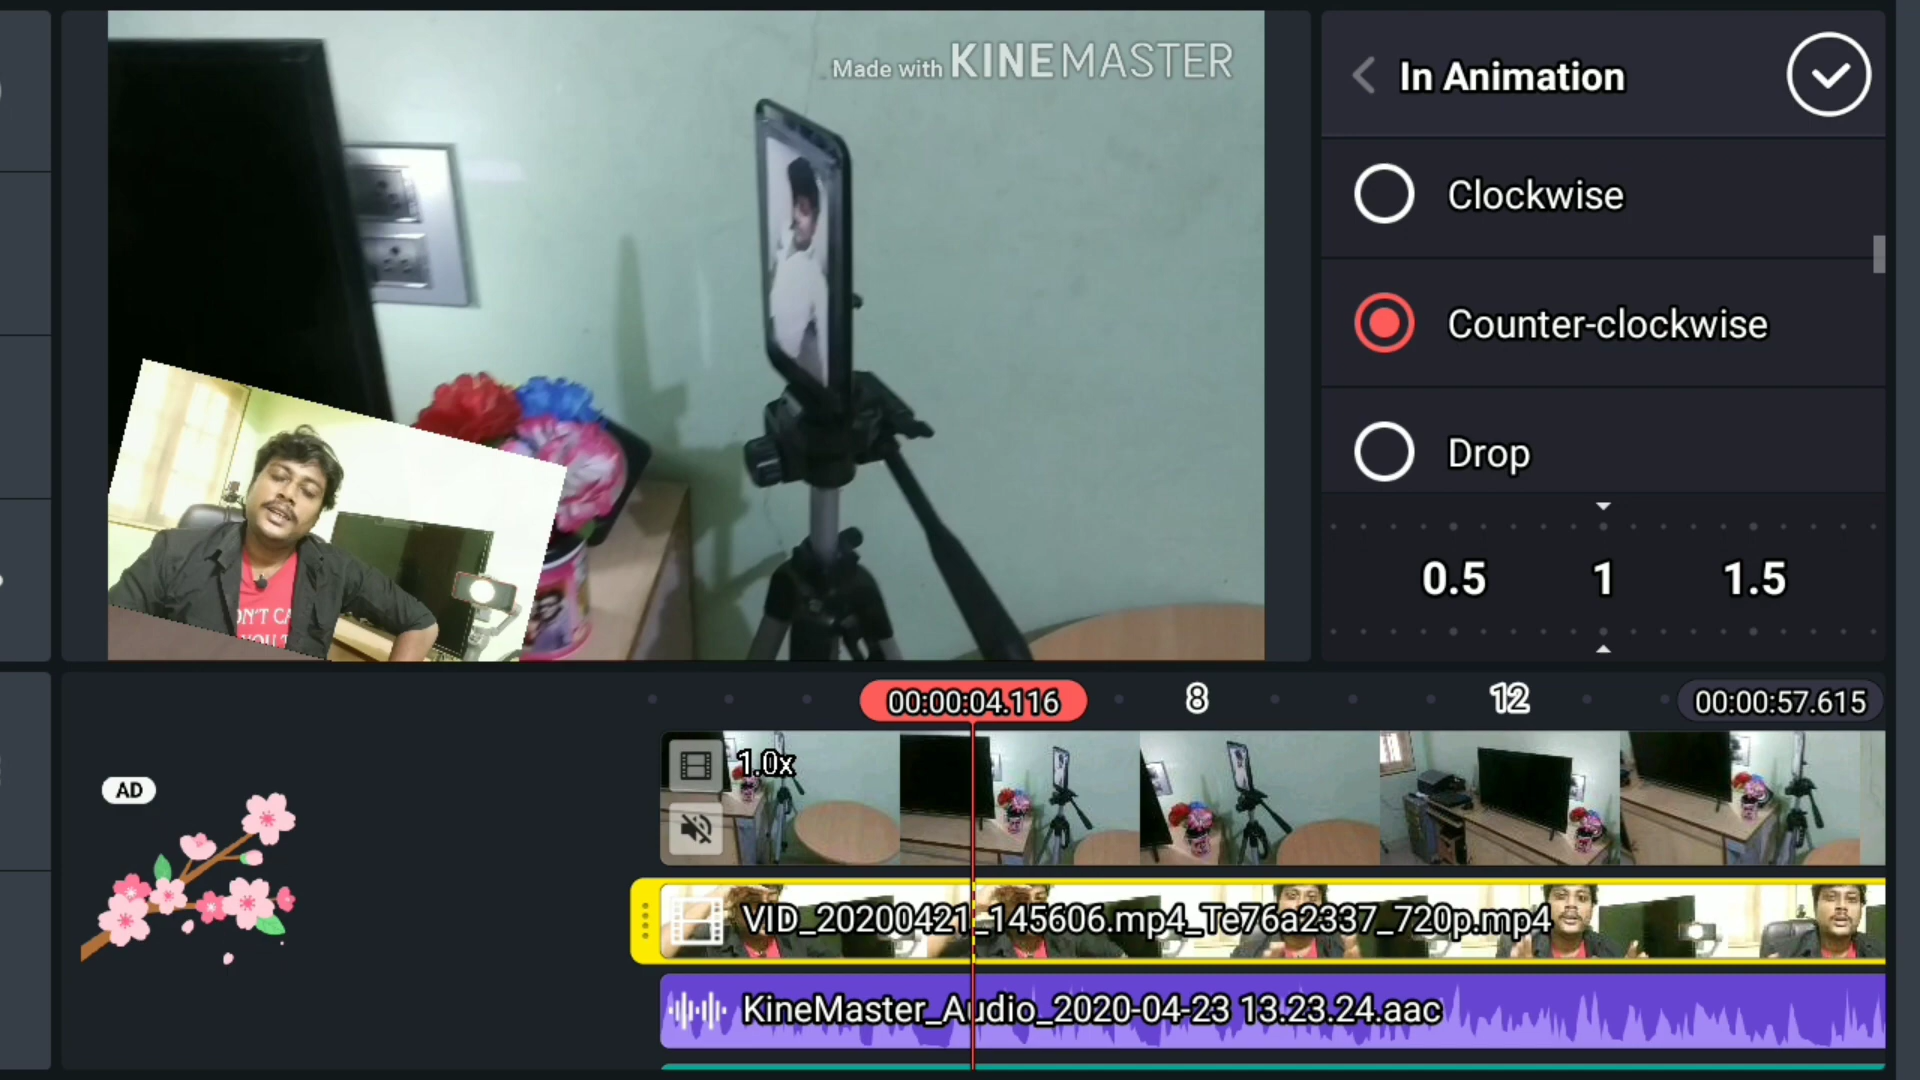 Made with KINEMASTER
In Animation
Clockwise
Counter-clockwise
Drop
0.5 1 1.5
00:00:04.116 8 12 00:00:57.615
1.0x
AD
VID_20200421_145606.mp4_Te76a2337_720p.mp4
KineMaster_Audio_2020-04-23 13.23.24.aac